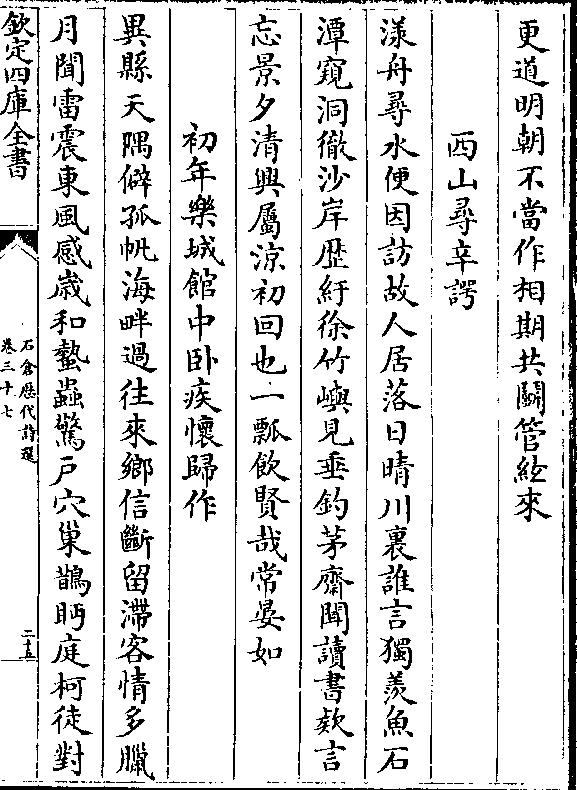 更道明朝不當作相期共鬭管絃來
西山尋辛諤
漾舟尋水便因訪故人居落日晴川裏誰言獨羨魚石
潭窺洞徹沙岸歴紆徐竹嶼見垂釣茅齋聞讀書欵言
忘景夕清興屬涼初回也一瓢飲賢哉常晏如
初年樂城館中卧疾懷歸作
異縣天隅僻孤帆海畔過往來鄉信斷留滯客情多臘
月聞雷震東風感歳和蟄蟲驚户穴巢鵲眄庭柯徒對
欽定四庫全書
石倉歴代詩選
卷三十七
二十五